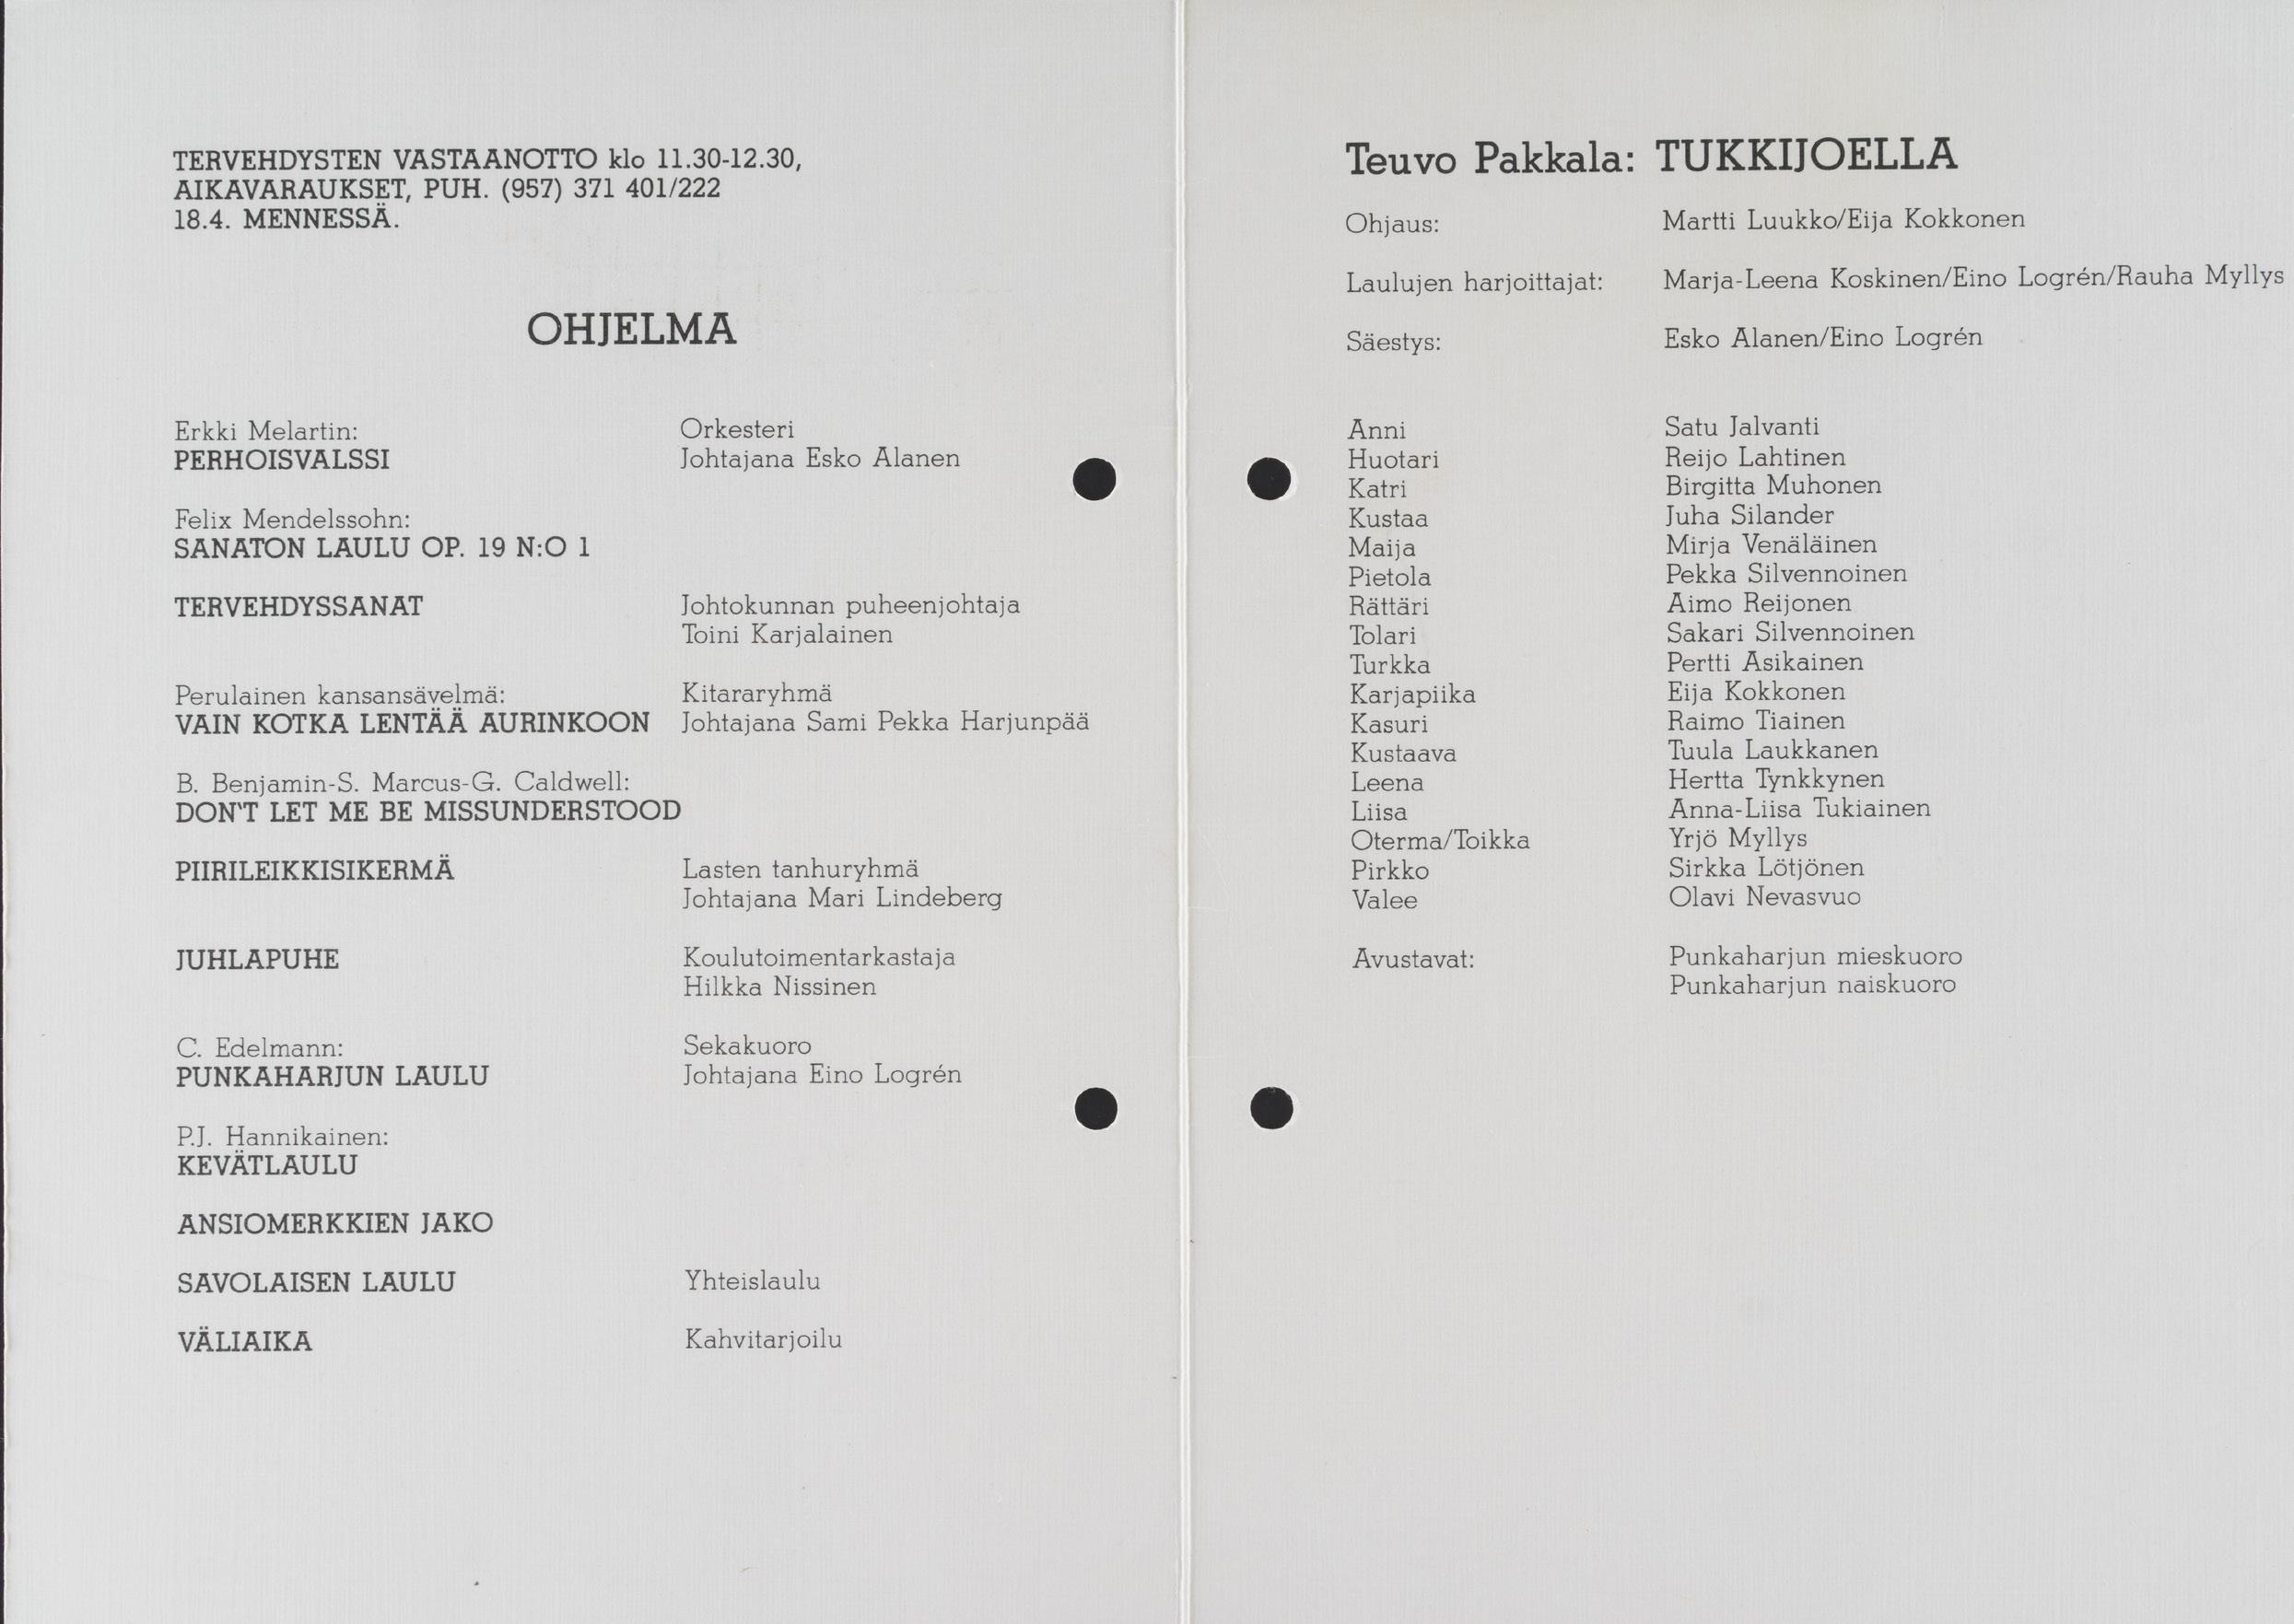 TERVEHDYSTEN VASTAANOTTO klo 11.30-12.30,
AIKAVARAUKSET, PUH. (957) 371 401/222
18.4. MENNESSÄ.
OHJELMA
Erkki Melartin: Orkesteri
PERHOISVALSSI Johtajana Esko Alanen
Felix Mendelssohn:
SANATON LAULU OP. 19 N:O 1
TERVEHDYSSANAT Johtokunnan puheenjohtaja
Toini Karjalainen
Perulainen kansansävelmä: Kitararyhmä
VAIN KOTKA LENTÄÄ AURINKOON Johtajana Sami Pekka Harjunpää
B. Benjamin-S. Marcus-G. Caldwell:
DON'T LET ME BE MISSUNDERSTOOD
PIIRILEIKKISIKERMÄ Lasten tanhuryhmä
Johtajana Mari Lindeberg
JUHLAPUHE Koulutoimentarkastaja
Hilkka Nissinen
C. Edelmann: Sekakuoro
PUNKAHARJUN LAULU Johtajana Eino Logrén
P.J. Hannikainen:
KEVÄTLAULU
ANSIOMERKKIEN JAKO
SAVOLAISEN LAULU Yhteislaulu
VÄLIAIKA Kahvitarjoilu
Teuvo Pakkala: TUKKIJOELLA
Ohjaus: Martti Luukko/Eija Kokkonen
Laulujen harjoittajat: Marja-Leena Koskinen/Eino Logrén/Rauha Myllys
Säestys: Esko Alanen/Eino Logrén
Anni Satu Jalvanti
Huotari Reijo Lahtinen
Katri Birgitta Muhonen
Kustaa Juha Silander
Maija Mirja Venäläinen
Pietola Pekka Silvennoinen
Rättäri Aimo Reijonen
Tolari Sakari Silvennoinen
Turkka Pertti Asikainen
Karjapiika Eija Kokkonen
Kasuri Raimo Tiainen
Kustaava Tuula Laukkanen
Leena Hertta Tynkkynen
Liisa Anna-Liisa Tukiainen
Oterma/Toikka Yrjö Myllys
Pirkko Sirkka Lötjönen
Valee Olavi Nevasvuo
Avustavat: Punkaharjun mieskuoro
Punkaharjun naiskuoro